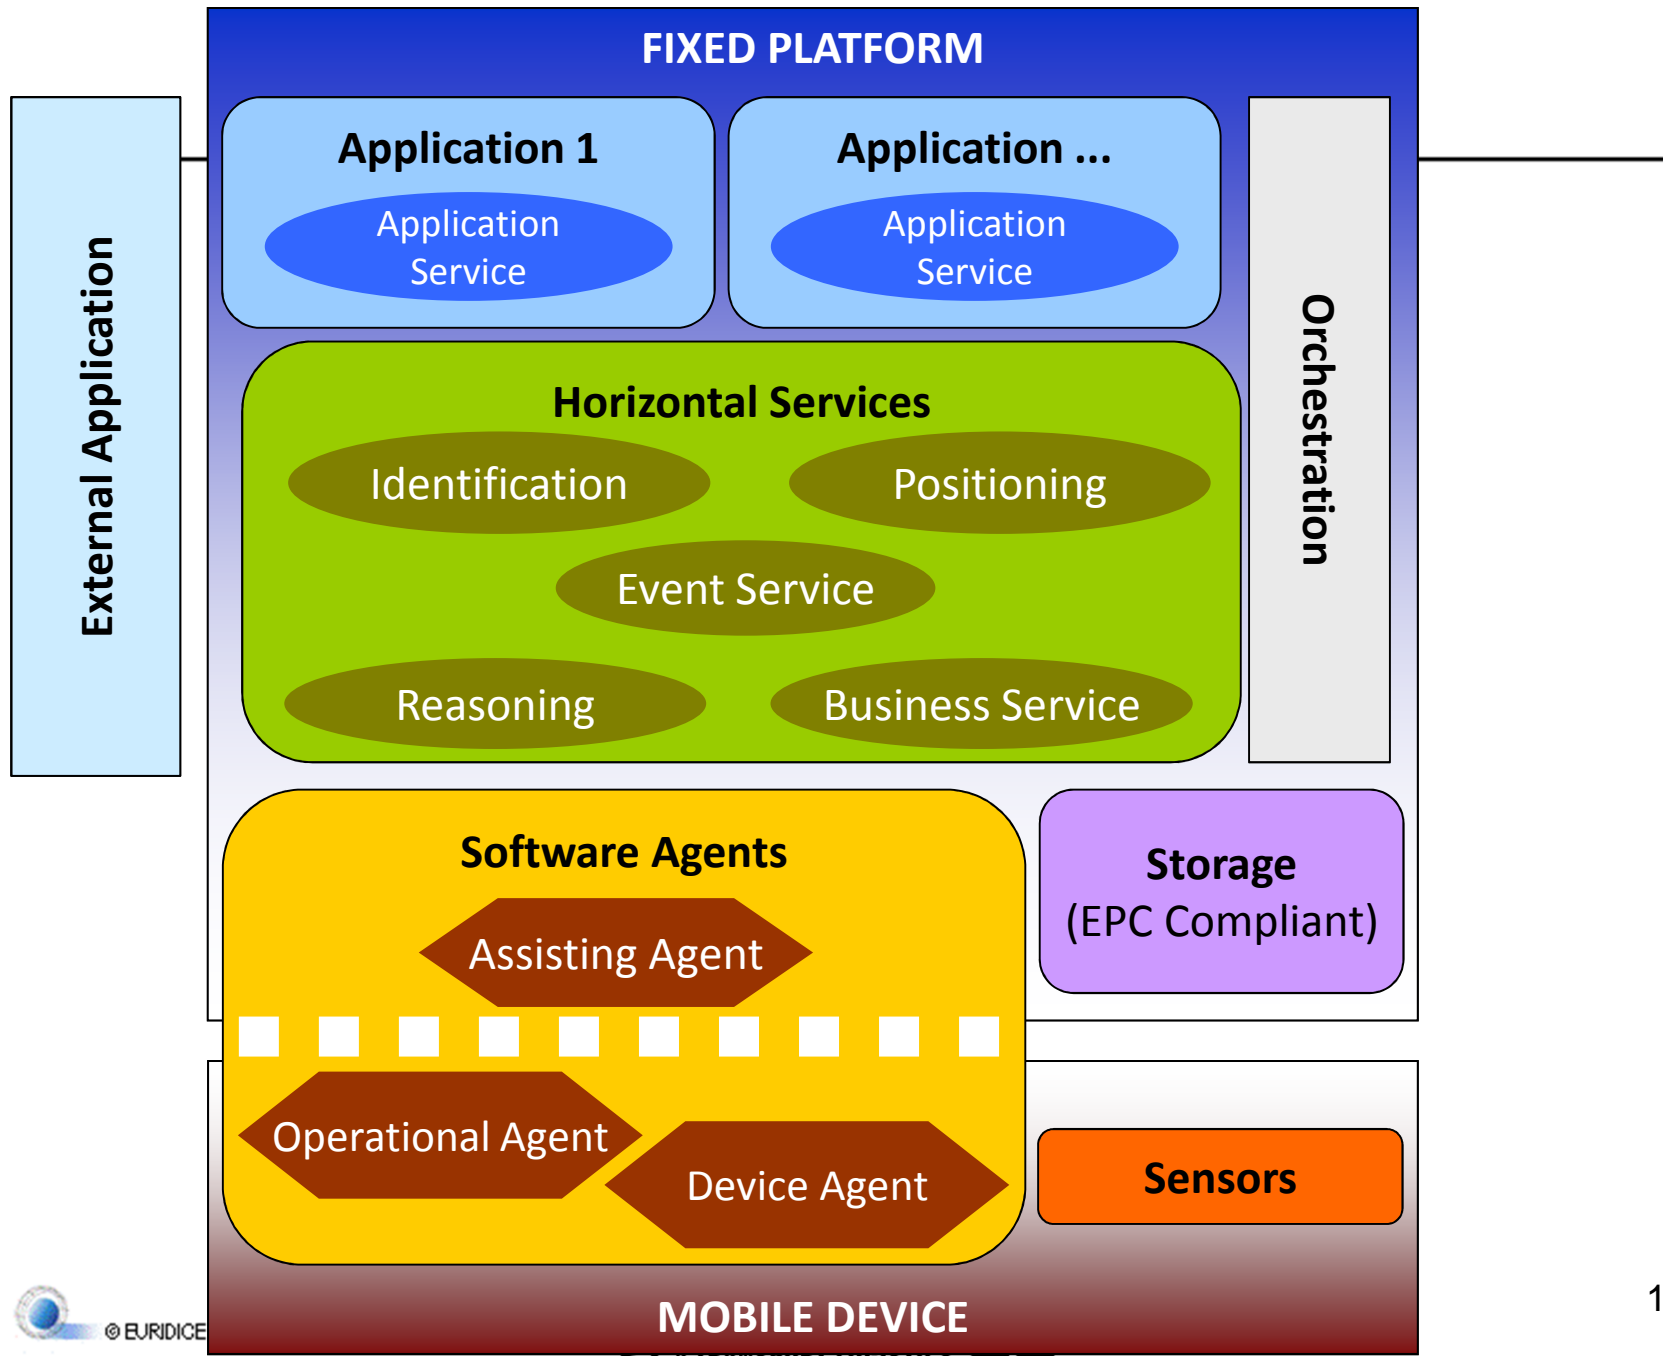 FIXED PLATFORM
External Application
Application 1
Application
Service
Application ...
Application
Service
Orchestration
Horizontal Services
Identification
Positioning
Event Service
Reasoning
Business Service
Software Agents
Assisting Agent
Operational Agent
Device Agent
Storage
(EPC Compliant)
Sensors
MOBILE DEVICE
© EURIDICE
1